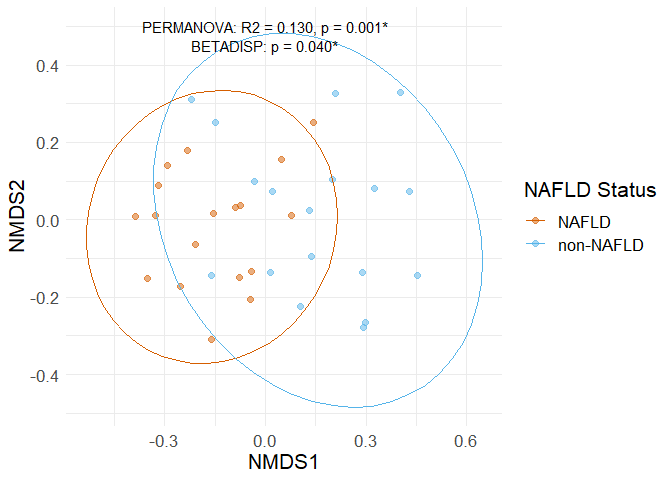 PERMANOVA: R2 = 0.130, p = 0.001*
BETADISP: p = 0.040*
0.4
0.2
0.0
-0.2
-0.4
NMDS2
-0.3 0.0 0.3 0.6
NMDS1
NAFLD Status
NAFLD
non-NAFLD